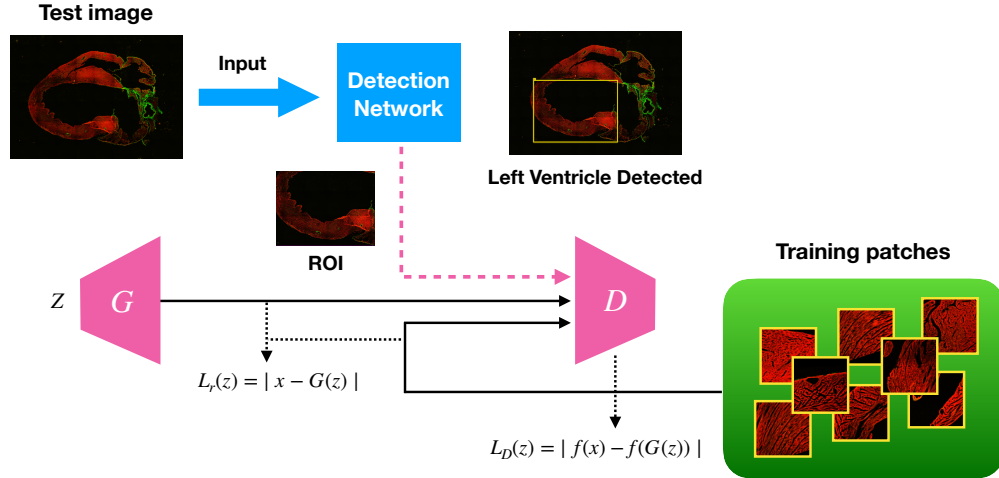 Test image
Input
Detection
Network
Left Ventricle Detected
ROI
Training patches
Z
G
D
L_r(z) = | x − G(z) |
L_D(z) = | f(x) − f(G(z)) |